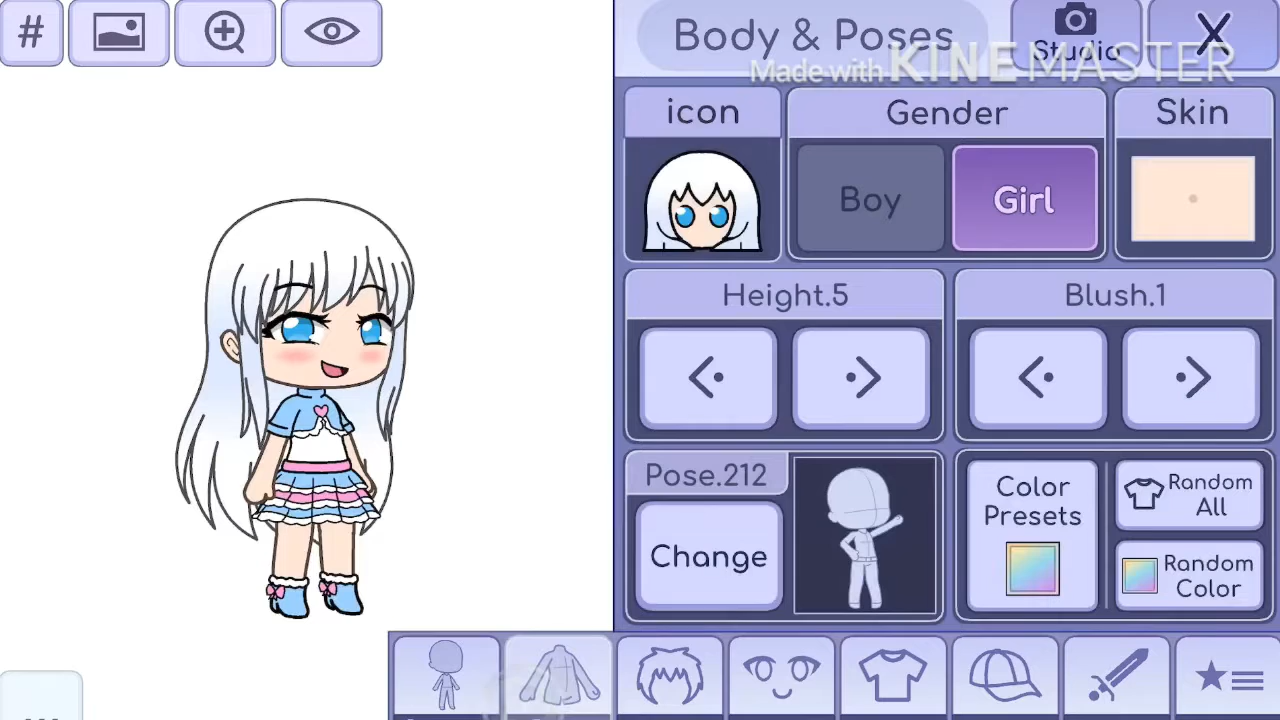 #
Body & Poses
Studio
X
Made with KINEMASTER
icon
Gender
Skin
Boy
Girl
Height.5
Blush.1
Pose.212
Change
Color
Presets
Random
All
Random
Color
...